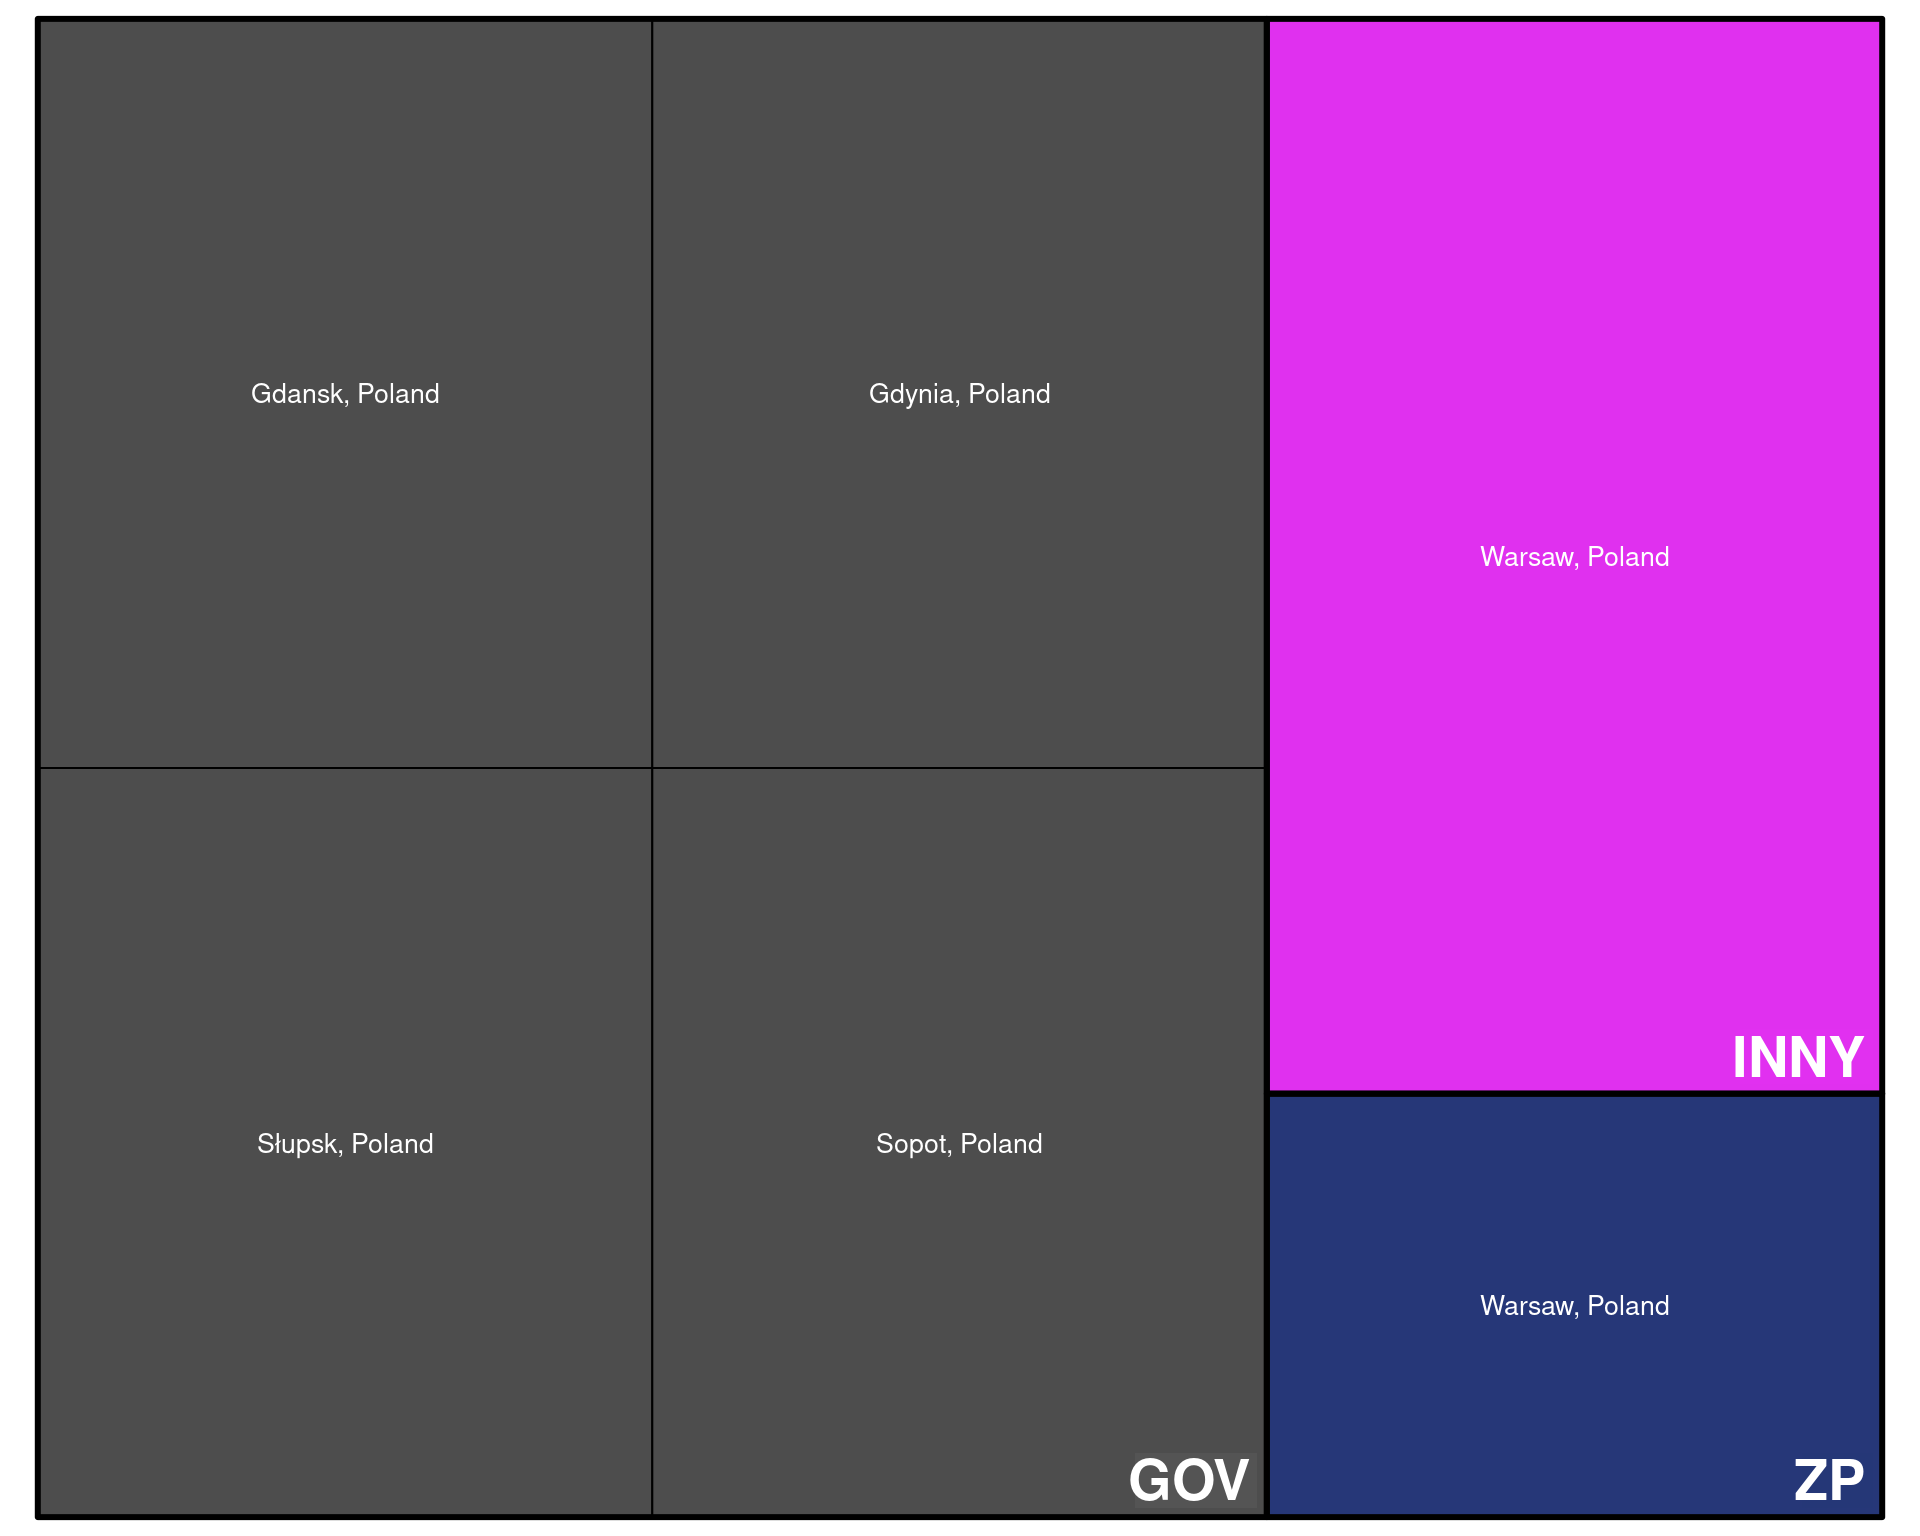 Gdansk, Poland
Gdynia, Poland
Słupsk, Poland
Sopot, Poland
GOV
Warsaw, Poland
INNY
Warsaw, Poland
ZP